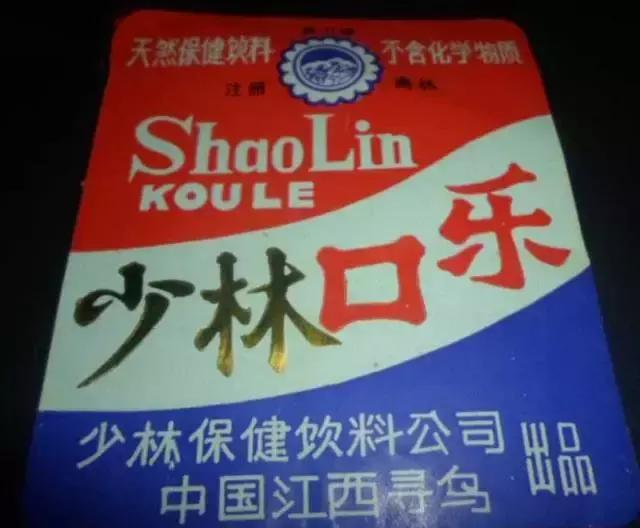 天然保健饮料 不含化学物质
注册 商标
ShaoLin
KOULE
少林口乐
少林保健饮料公司
中国江西寻乌
出品